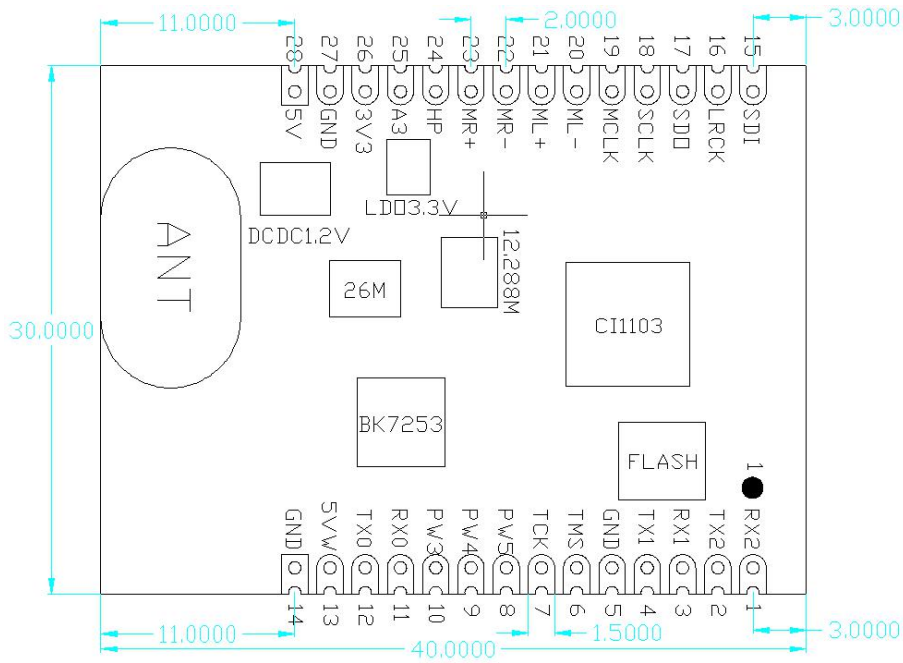 11.0000
2.0000
3.0000
28 27 26 25 24 23 22 21 20 19 18 17 16 15
5V GND 3V3 A3 HP MR+ MR- ML+ ML- MCLK SCLK SDO LRCK SDI
LDO3.3V
DCDC1.2V
ANT
12.288M
26M
CI1103
30.0000
BK7253
FLASH
1
GND 5VW TX0 RX0 PW3 PW4 PW5 TCK TMS GND TX1 RX1 TX2 RX2
14 13 12 11 10 9 8 7 6 5 4 3 2 1
11.0000
1.5000
3.0000
40.0000